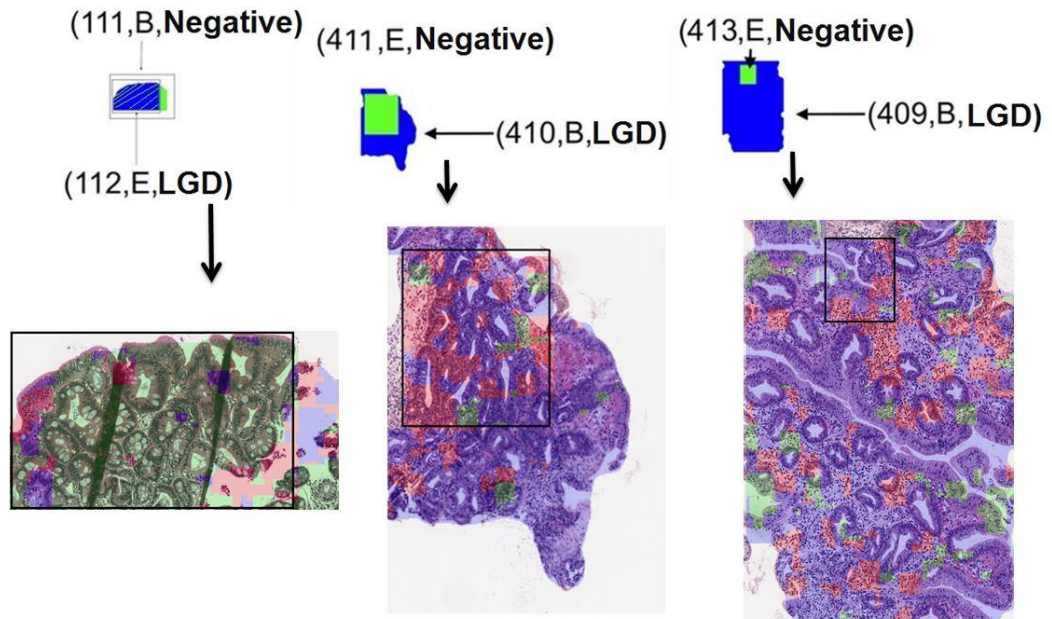 (111,B,Negative)
(411,E,Negative)
(413,E,Negative)
(410,B,LGD)
(409,B,LGD)
(112,E,LGD)